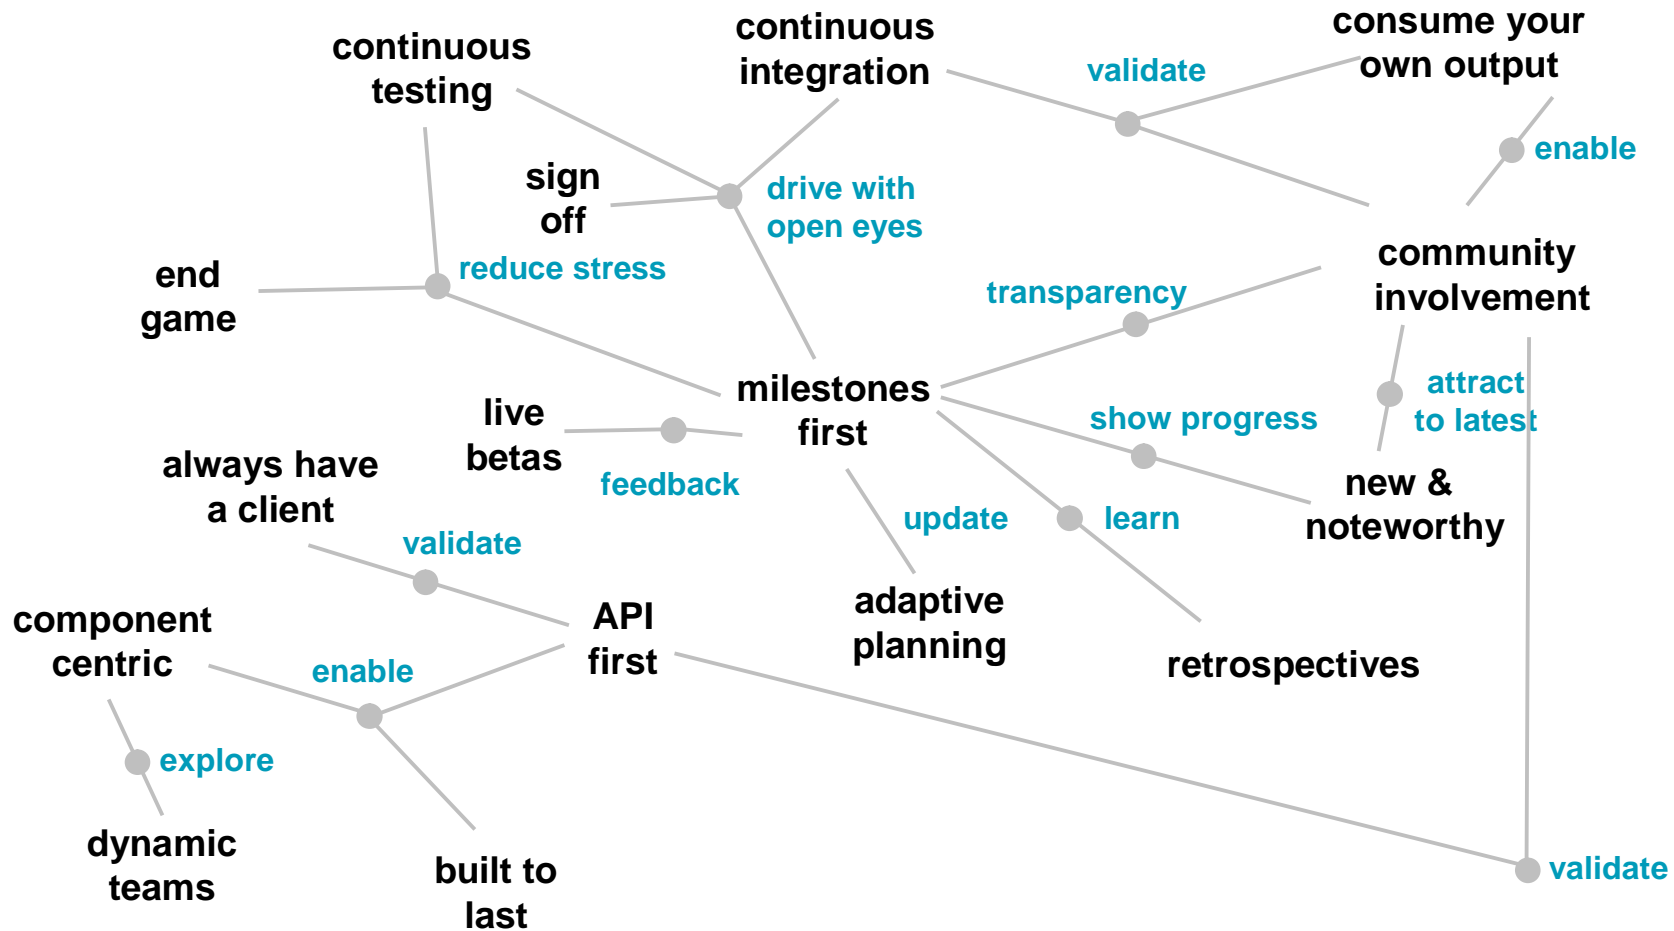 continuous
testing
continuous
integration
consume your
own output
validate
enable
sign
off
drive with
open eyes
end
game
reduce stress
community
involvement
transparency
milestones
first
live
betas
feedback
show progress
attract
to latest
always have
a client
new &
noteworthy
update
learn
validate
component
centric
API
first
adaptive
planning
retrospectives
enable
explore
dynamic
teams
built to
last
validate